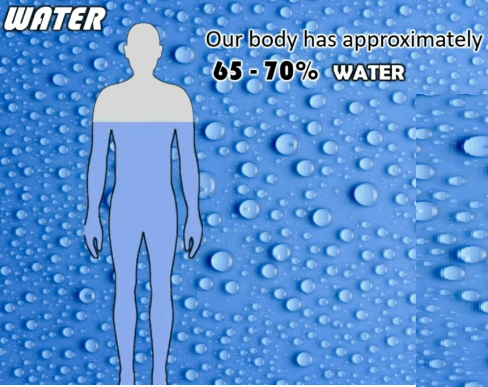 WATER
Our body has approximately
65 - 70% WATER